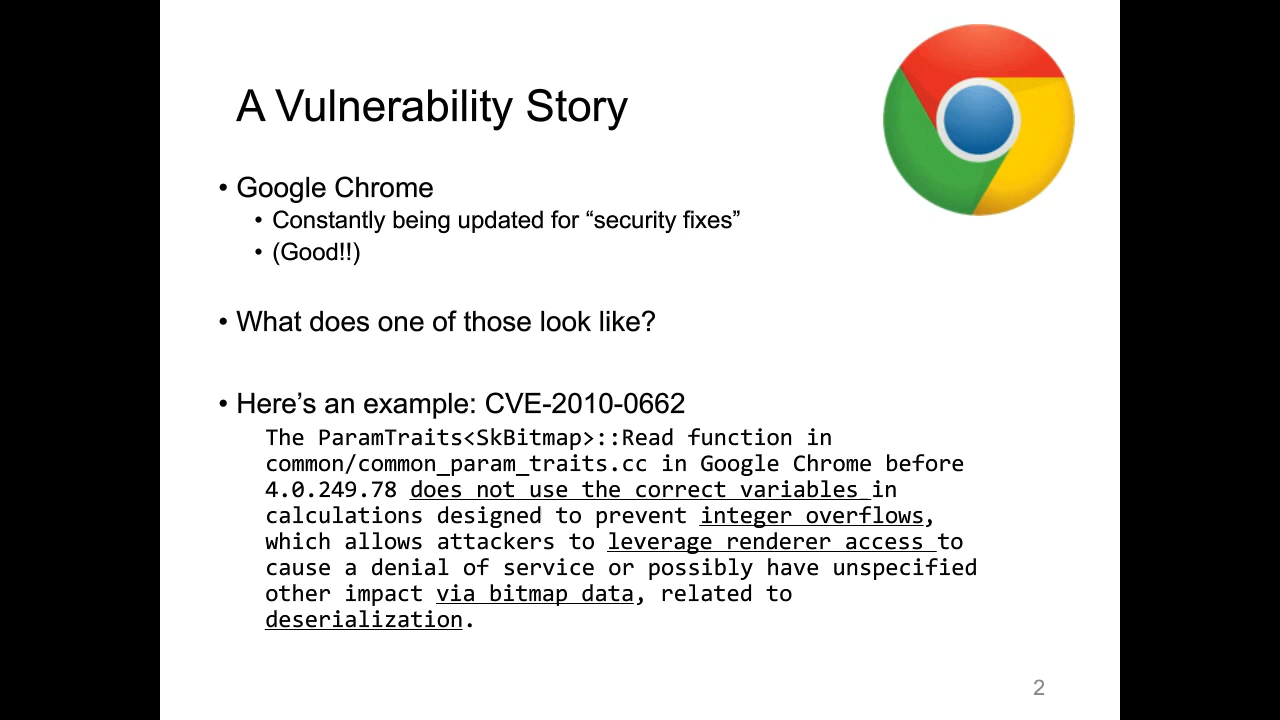 A Vulnerability Story
• Google Chrome
• Constantly being updated for “security fixes”
• (Good!!)
• What does one of those look like?
• Here’s an example: CVE-2010-0662
The ParamTraits<SkBitmap>::Read function in
common/common_param_traits.cc in Google Chrome before
4.0.249.78 does not use the correct variables in
calculations designed to prevent integer overflows,
which allows attackers to leverage renderer access to
cause a denial of service or possibly have unspecified
other impact via bitmap data, related to
deserialization.
2